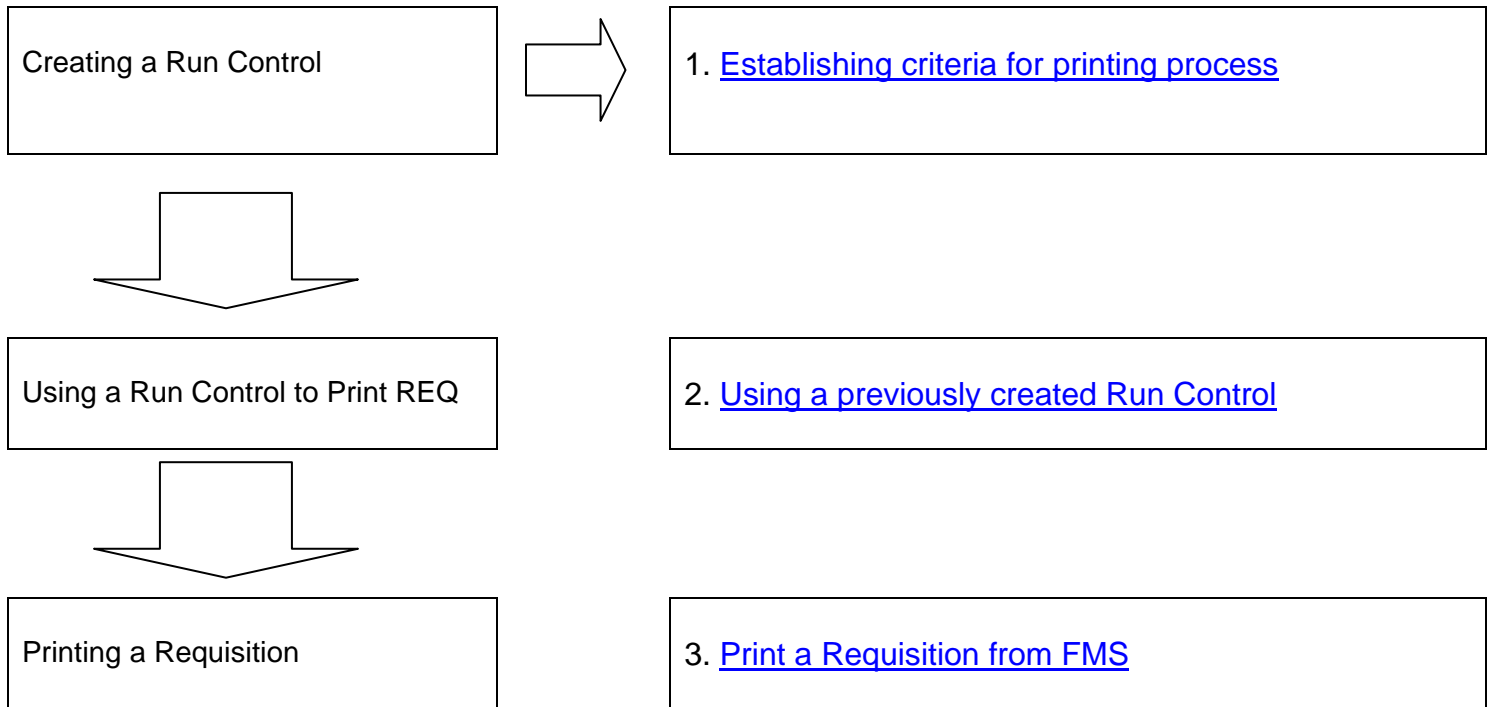 Creating a Run Control
1. Establishing criteria for printing process
Using a Run Control to Print REQ
2. Using a previously created Run Control
Printing a Requisition
3. Print a Requisition from FMS